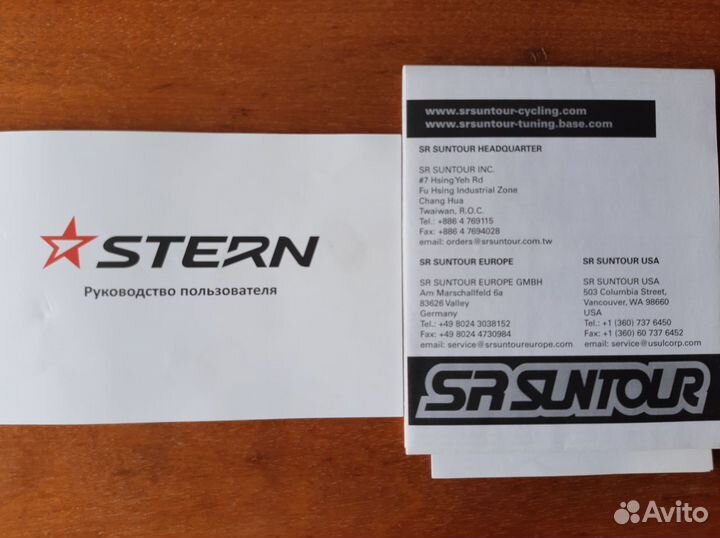 STERN
Руководство пользователя
www.srsuntour-cycling.com
www.srsuntour-tuning.base.com
SR SUNTOUR HEADQUARTER
SR SUNTOUR INC.
#7 Hsing Yeh Rd
Fu Hsing Industrial Zone
Chang Hua
Twaiwan, R.O.C.
Tel.: +886 4 769115
Fax: +886 4 7694028
email: orders@srsuntour.com.tw
SR SUNTOUR EUROPE
SR SUNTOUR EUROPE GMBH
Am Marschallfeld 6a
83626 Valley
Germany
Tel.: +49 8024 3038152
Fax: +49 8024 4730984
email: service@srsuntoureurope.com
SR SUNTOUR USA
SR SUNTOUR USA
503 Columbia Street,
Vancouver, WA 98660
USA
Tel.: +1 (360) 737 6450
Fax: +1 (360) 60 737 6452
email: service@usulcorp.com
SR SUNTOUR
Avito